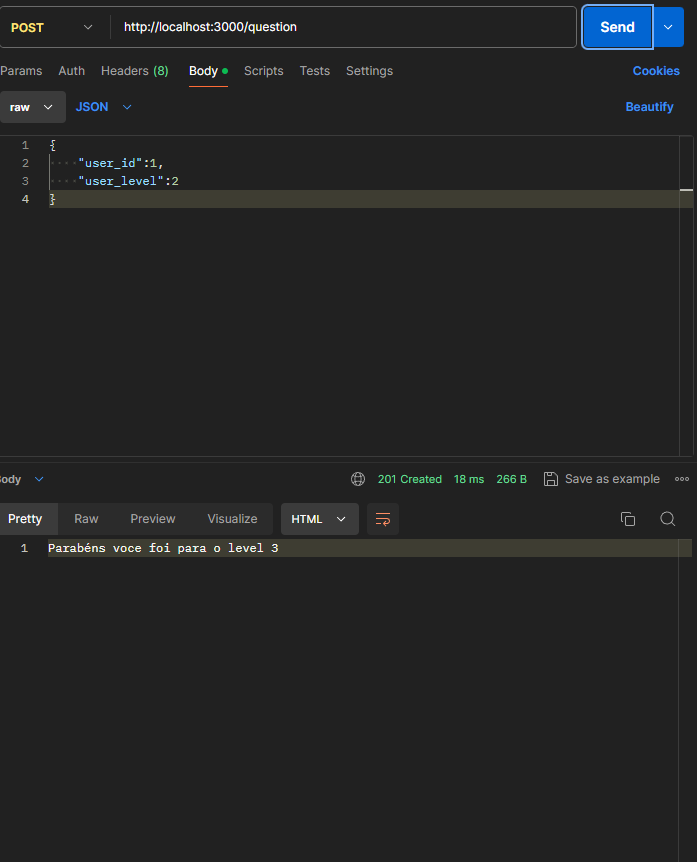 POST http://localhost:3000/question Send
Params Auth Headers (8) Body Scripts Tests Settings Cookies
raw JSON Beautify
1 {
2 "user_id":1,
3 "user_level":2
4 }
ody 201 Created 18 ms 266 B Save as example
Pretty Raw Preview Visualize HTML
1 Parabéns voce foi para o level 3